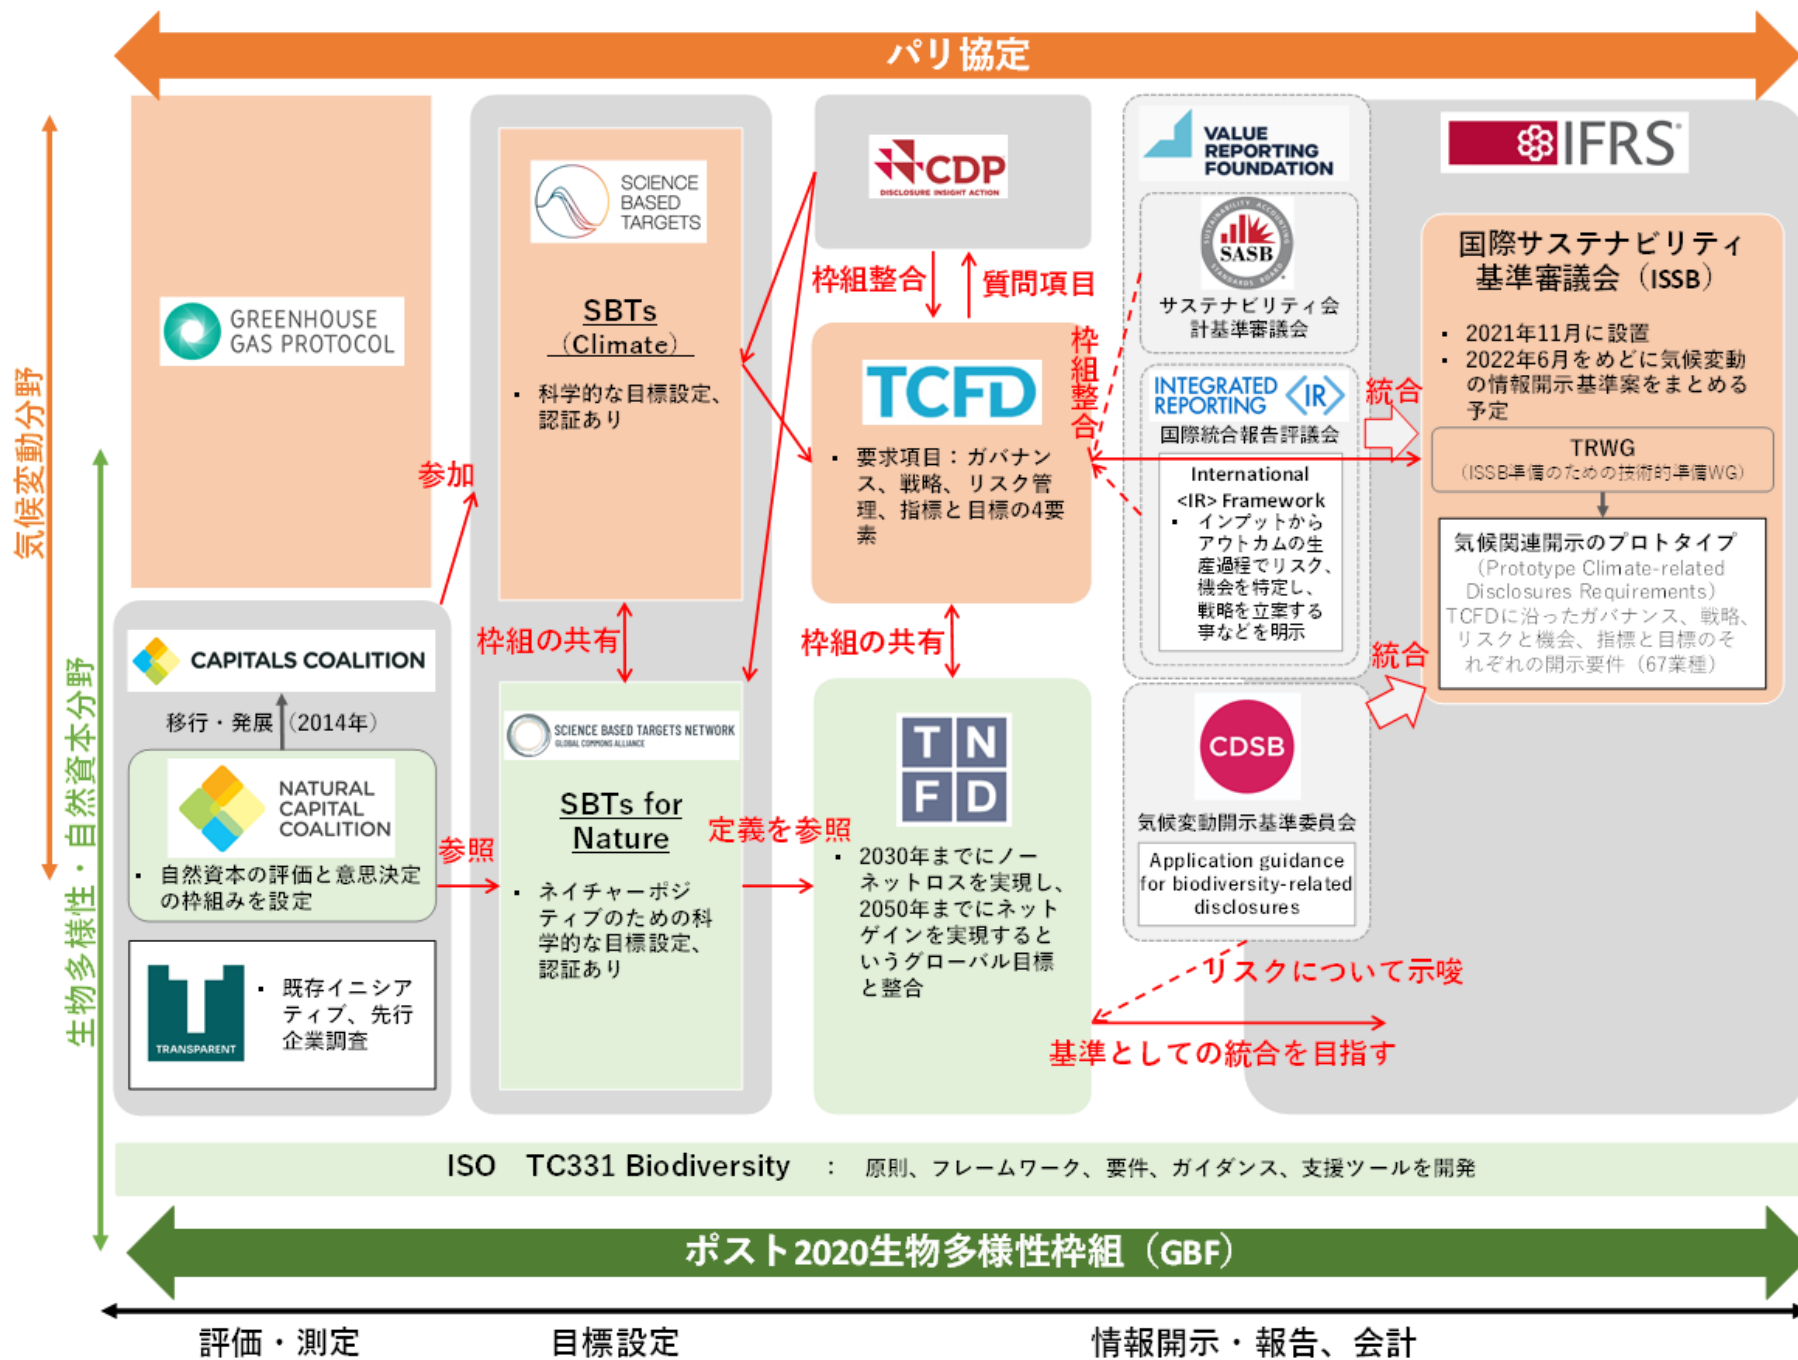 パリ協定
気候変動分野
生物多様性・自然資本分野
GREENHOUSE
GAS PROTOCOL
CAPITALS COALITION
移行・発展
(2014年)
NATURAL
CAPITAL
COALITION
▪ 自然資本の評価と意思決定
の枠組みを設定
TRANSPARENT
▪ 既存イニシア
ティブ、先行
企業調査
参加
参照
SCIENCE
BASED
TARGETS
SBTs
（Climate）
▪ 科学的な目標設定、
認証あり
枠組の共有
SCIENCE BASED TARGETS NETWORK
GLOBAL COMMONS ALLIANCE
SBTs for
Nature
▪ ネイチャーポジ
ティブのための科
学的な目標設定、
認証あり
定義を参照
CDP
DISCLOSURE INSIGHT ACTION
枠組整合
質問項目
TCFD
▪ 要求項目：ガバナン
ス、戦略、リスク管
理、指標と目標の4要
素
枠組の共有
TN
FD
▪ 2030年までにノー
ネットロスを実現し、
2050年までにネット
ゲインを実現すると
いうグローバル目標
と整合
枠組整合
VALUE
REPORTING
FOUNDATION
SUSTAINABILITY ACCOUNTING
SASB
STANDARDS BOARD
サステナビリティ会
計基準審議会
INTEGRATED
REPORTING
<IR>
国際統合報告評議会
International
<IR> Framework
▪ インプットから
アウトカムの生
産過程でリスク、
機会を特定し、
戦略を立案する
事などを明示
統合
CDSB
気候変動開示基準委員会
Application guidance
for biodiversity-related
disclosures
統合
リスクについて示唆
基準としての統合を目指す
IFRS
国際サステナビリティ
基準審議会（ISSB）
▪ 2021年11月に設置
▪ 2022年6月をめどに気候変動
の情報開示基準案をまとめる
予定
TRWG
（ISSB準備のための技術的準備WG）
気候関連開示のプロトタイプ
（Prototype Climate-related
Disclosures Requirements）
TCFDに沿ったガバナンス、戦略、
リスクと機会、指標と目標のそ
れぞれの開示要件（67業種）
ISO TC331 Biodiversity ： 原則、フレームワーク、要件、ガイダンス、支援ツールを開発
ポスト2020生物多様性枠組（GBF）
評価・測定
目標設定
情報開示・報告、会計